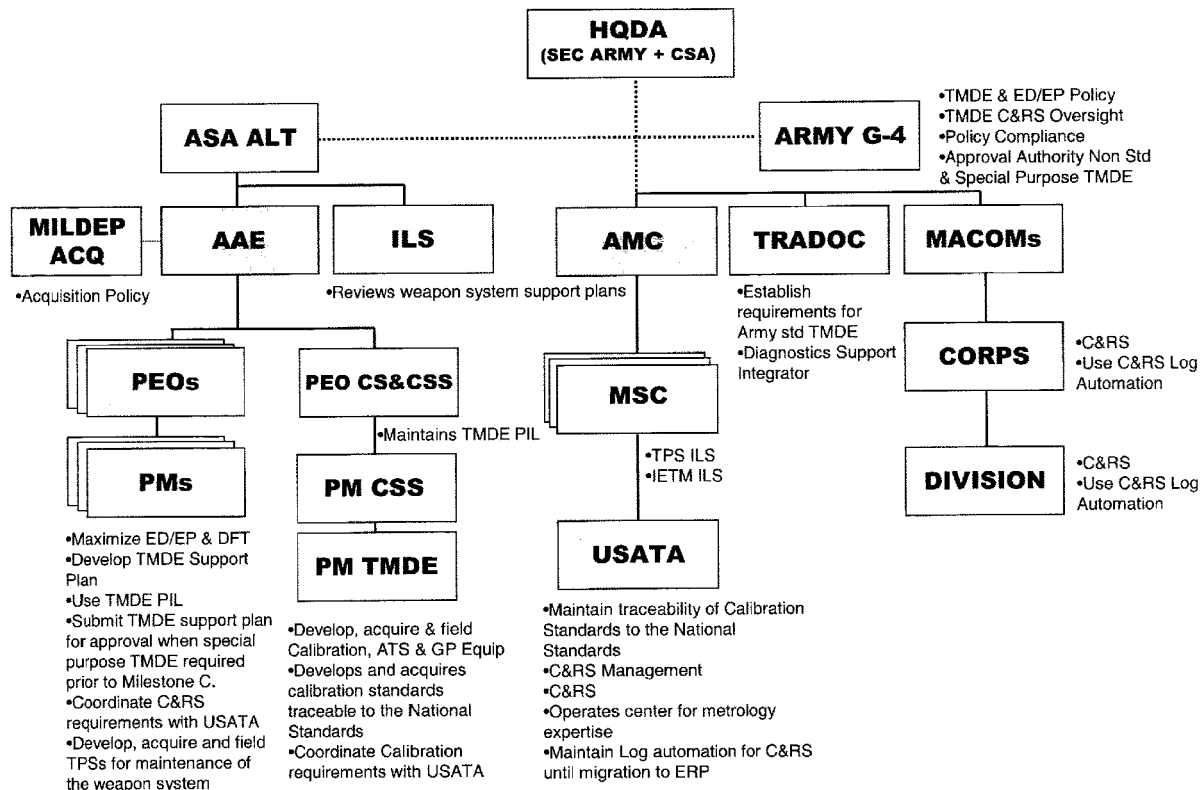 HQDA
(SEC ARMY + CSA)
ASA ALT
ARMY G-4
•TMDE & ED/EP Policy
•TMDE C&RS Oversight
•Policy Compliance
•Approval Authority Non Std
& Special Purpose TMDE
MILDEP
ACQ
•Acquisition Policy
AAE
ILS
•Reviews weapon system support plans
AMC
TRADOC
•Establish
requirements for
Army std TMDE
•Diagnostics Support
Integrator
MACOMs
PEOs
PEO CS&CSS
•Maintains TMDE PIL
MSC
•TPS ILS
•IETM ILS
CORPS
•C&RS
•Use C&RS Log
Automation
PMs
•Maximize ED/EP & DFT
•Develop TMDE Support
Plan
•Use TMDE PIL
•Submit TMDE support plan
for approval when special
purpose TMDE required
prior to Milestone C.
•Coordinate C&RS
requirements with USATA
•Develop, acquire and field
TPSs for maintenance of
the weapon system
PM CSS
PM TMDE
•Develop, acquire & field
Calibration, ATS & GP Equip
•Develops and acquires
calibration standards
traceable to the National
Standards
•Coordinate Calibration
requirements with USATA
USATA
•Maintain traceability of Calibration
Standards to the National
Standards
•C&RS Management
•C&RS
•Operates center for metrology
expertise
•Maintain Log automation for C&RS
until migration to ERP
DIVISION
•C&RS
•Use C&RS Log
Automation